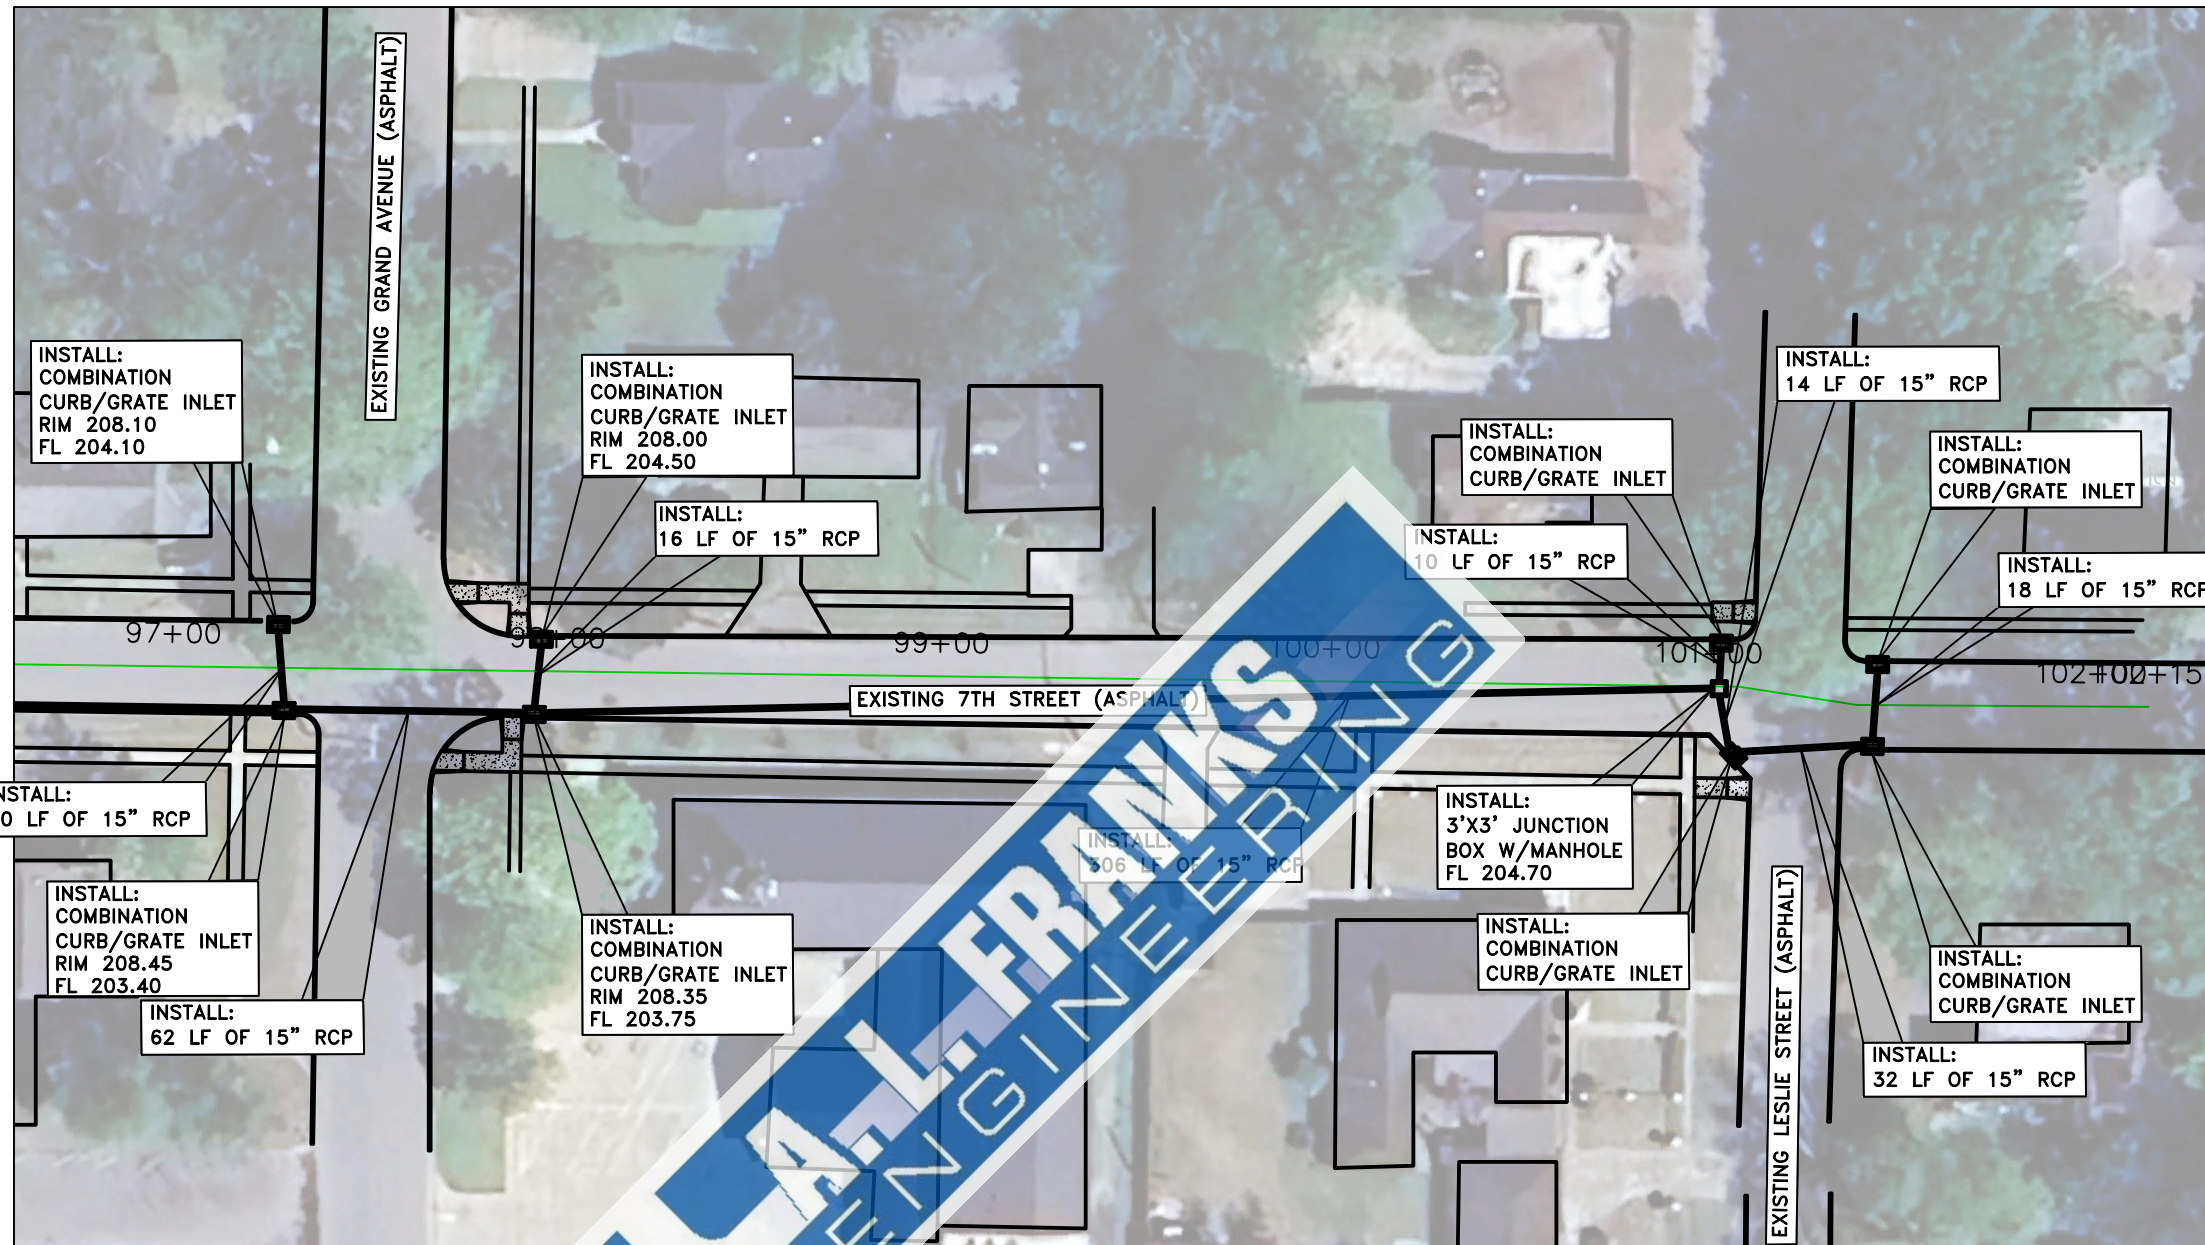 EXISTING GRAND AVENUE (ASPHALT)
INSTALL:
COMBINATION
CURB/GRATE INLET
RIM 208.10
FL 204.10
INSTALL:
COMBINATION
CURB/GRATE INLET
RIM 208.00
FL 204.50
INSTALL:
16 LF OF 15" RCP
INSTALL:
14 LF OF 15" RCP
INSTALL:
COMBINATION
CURB/GRATE INLET
INSTALL:
10 LF OF 15" RCP
INSTALL:
COMBINATION
CURB/GRATE INLET
INSTALL:
18 LF OF 15" RCP
97+00
99+00
100+00
101+00
102+00
EXISTING 7TH STREET (ASPHALT)
NSTALL:
0 LF OF 15" RCP
INSTALL:
COMBINATION
CURB/GRATE INLET
RIM 208.45
FL 203.40
INSTALL:
62 LF OF 15" RCP
INSTALL:
COMBINATION
CURB/GRATE INLET
RIM 208.35
FL 203.75
INSTALL:
306 LF OF 15" RCP
INSTALL:
3'X3' JUNCTION
BOX W/MANHOLE
FL 204.70
INSTALL:
COMBINATION
CURB/GRATE INLET
EXISTING LESLIE STREET (ASPHALT)
INSTALL:
COMBINATION
CURB/GRATE INLET
INSTALL:
32 LF OF 15" RCP
A.L. FRANKS
ENGINEERING